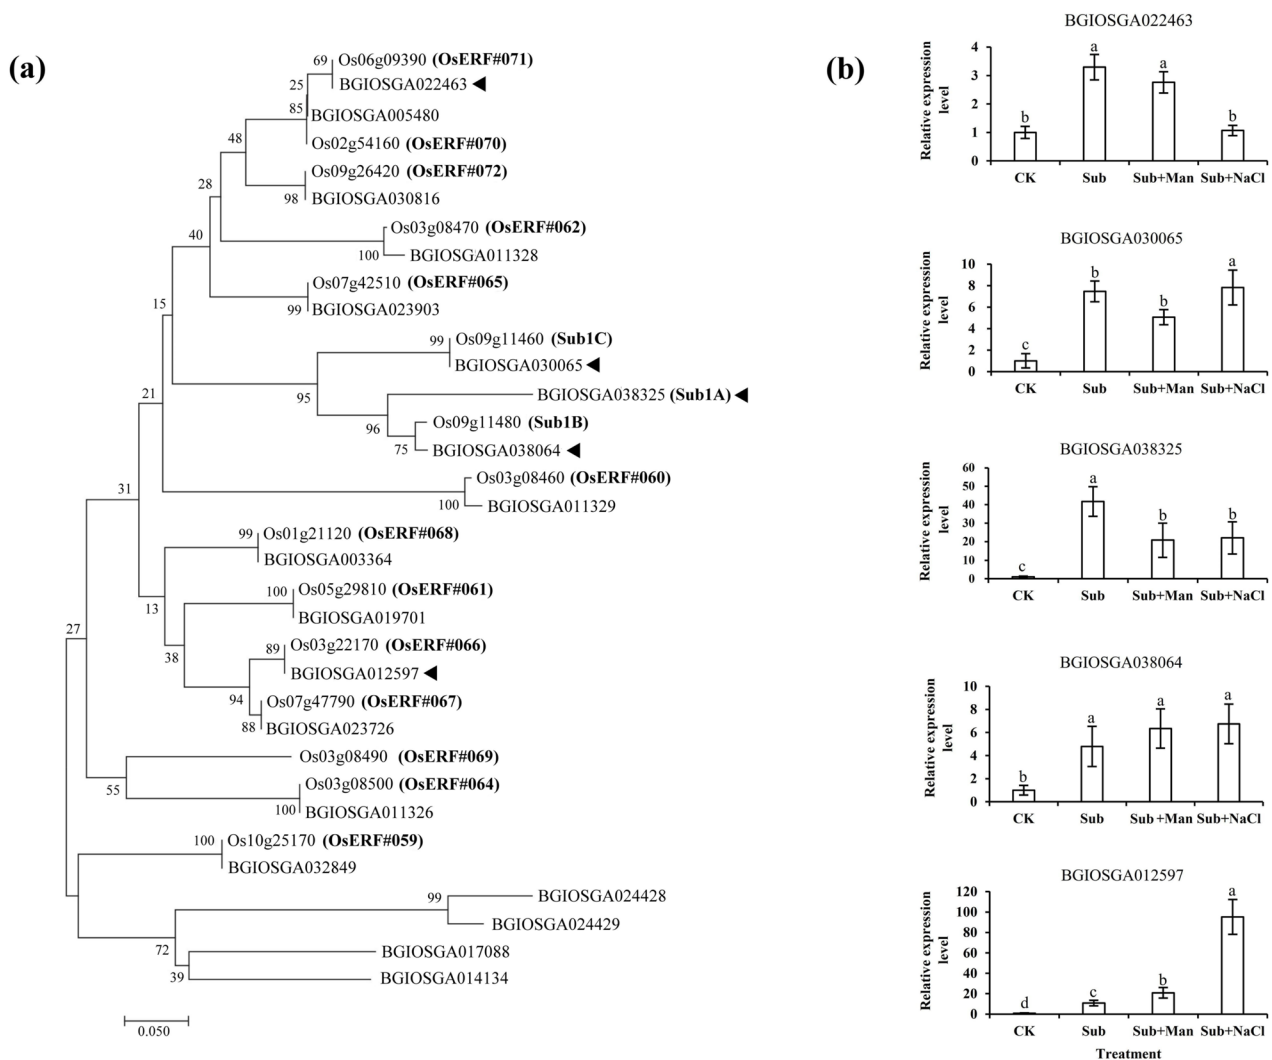 (a)
69 Os06g09390 (OsERF#071)
25 BGIOSGA022463
85 BGIOSGA005480
48 Os02g54160 (OsERF#070)
Os09g26420 (OsERF#072)
28
98 BGIOSGA030816
Os03g08470 (OsERF#062)
40
100 BGIOSGA011328
Os07g42510 (OsERF#065)
15
99 BGIOSGA023903
99 Os09g11460 (Sub1C)
BGIOSGA030065
21 95 BGIOSGA038325 (Sub1A)
96 Os09g11480 (Sub1B)
75 BGIOSGA038064
Os03g08460 (OsERF#060)
31
100 BGIOSGA011329
99 Os01g21120 (OsERF#068)
BGIOSGA003364
100 Os05g29810 (OsERF#061)
13
BGIOSGA019701
27
89 Os03g22170 (OsERF#066)
38
BGIOSGA012597
94 Os07g47790 (OsERF#067)
88 BGIOSGA023726
Os03g08490 (OsERF#069)
55 Os03g08500 (OsERF#064)
100 BGIOSGA011326
100 Os10g25170 (OsERF#059)
BGIOSGA032849
99 BGIOSGA024428
BGIOSGA024429
72 BGIOSGA017088
39 BGIOSGA014134
0.050
(b)
BGIOSGA022463
Relative expression
level
4
3
2
1
0
b a a b
CK Sub Sub+Man Sub+NaCl
BGIOSGA030065
Relative expression
level
10
8
6
4
2
0
c b b a
CK Sub Sub+Man Sub+NaCl
BGIOSGA038325
Relative expression
level
60
50
40
30
20
10
0
c a b b
CK Sub Sub+Man Sub+NaCl
BGIOSGA038064
Relative expression
level
10
8
6
4
2
0
b a a a
CK Sub Sub +Man Sub+NaCl
BGIOSGA012597
Relative expression
level
120
100
80
60
40
20
0
d c b a
CK Sub Sub+Man Sub+NaCl
Treatment